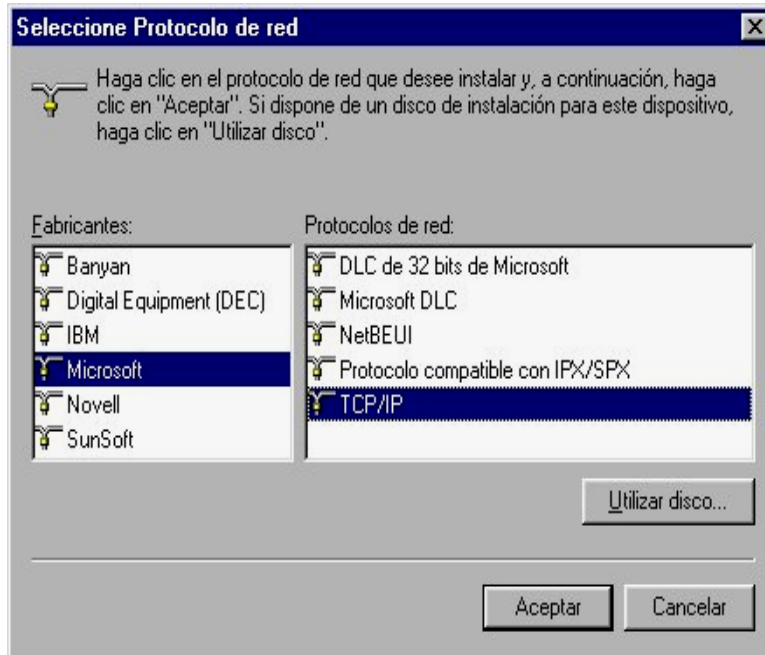 Seleccione Protocolo de red
Haga clic en el protocolo de red que desee instalar y, a continuación, haga
clic en "Aceptar". Si dispone de un disco de instalación para este dispositivo,
haga clic en "Utilizar disco".
Fabricantes:
Banyan
Digital Equipment (DEC)
IBM
Microsoft
Novell
SunSoft
Protocolos de red:
DLC de 32 bits de Microsoft
Microsoft DLC
NetBEUI
Protocolo compatible con IPX/SPX
TCP/IP
Utilizar disco...
Aceptar
Cancelar